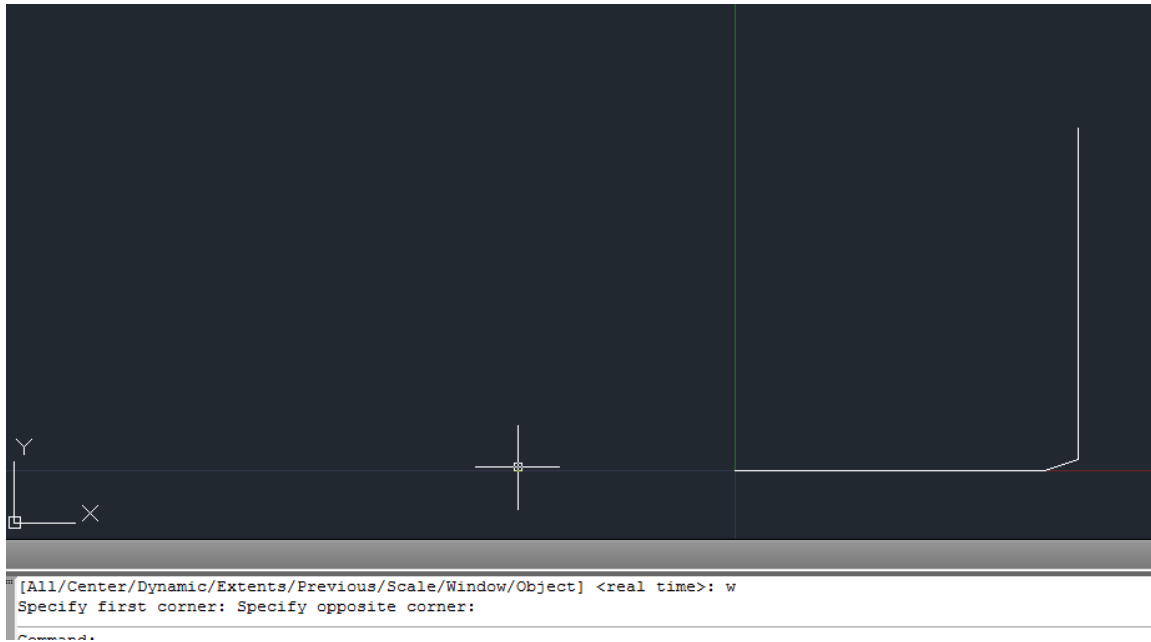 Y
X
[All/Center/Dynamic/Extents/Previous/Scale/Window/Object] <real time>: w
Specify first corner: Specify opposite corner:
Command: